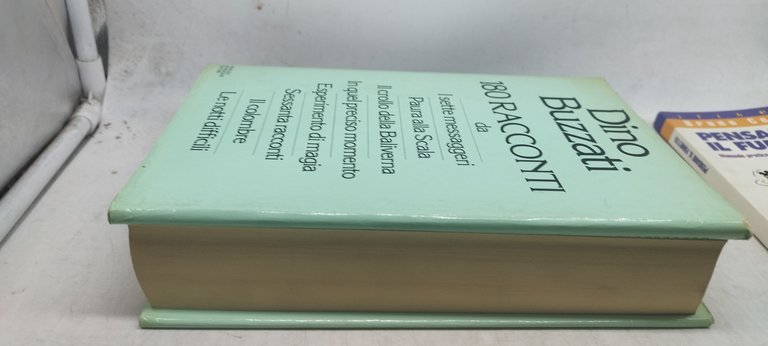 Dino
Buzzati
180 RACCONTI
da
I sette messaggeri
Paura alla Scala
Il crollo della Baliverna
In quel preciso momento
Esperimento di magia
Sessanta racconti
Il colombre
Le notti difficili
PENSA
IL FU